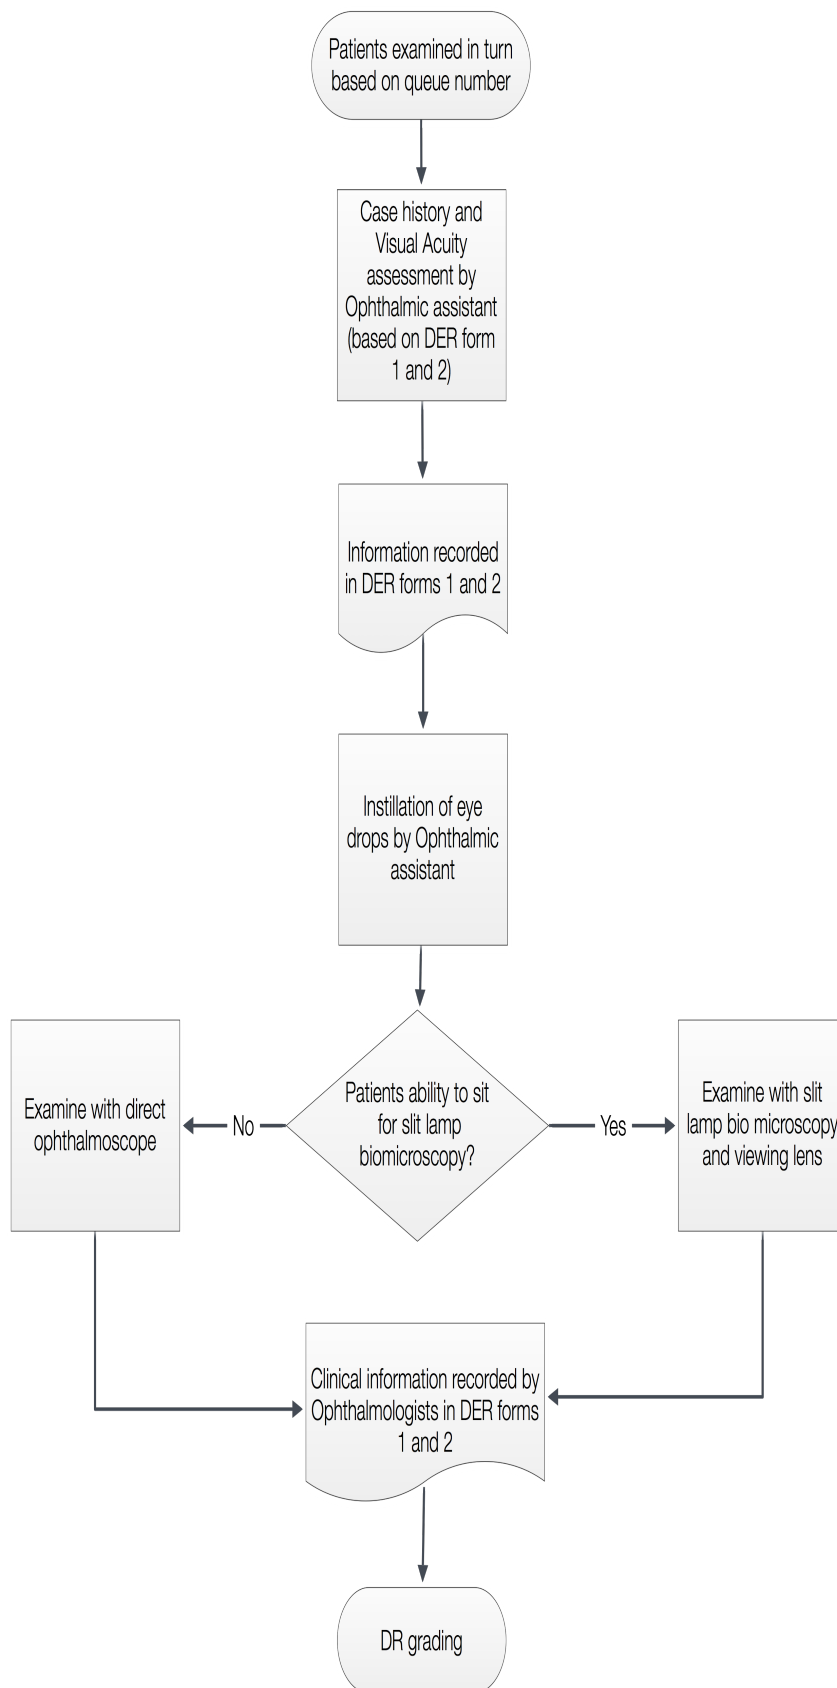 Patients examined in turn
based on queue number
Case history and
Visual Acuity
assessment by
Ophthalmic assistant
(based on DER form
1 and 2)
Information recorded
in DER forms 1 and 2
Instillation of eye
drops by Ophthalmic
assistant
Patients ability to sit
for slit lamp
biomicroscopy?
No
Yes
Examine with direct
ophthalmoscope
Examine with slit
lamp bio microscopy
and viewing lens
Clinical information recorded by
Ophthalmologists in DER forms
1 and 2
DR grading